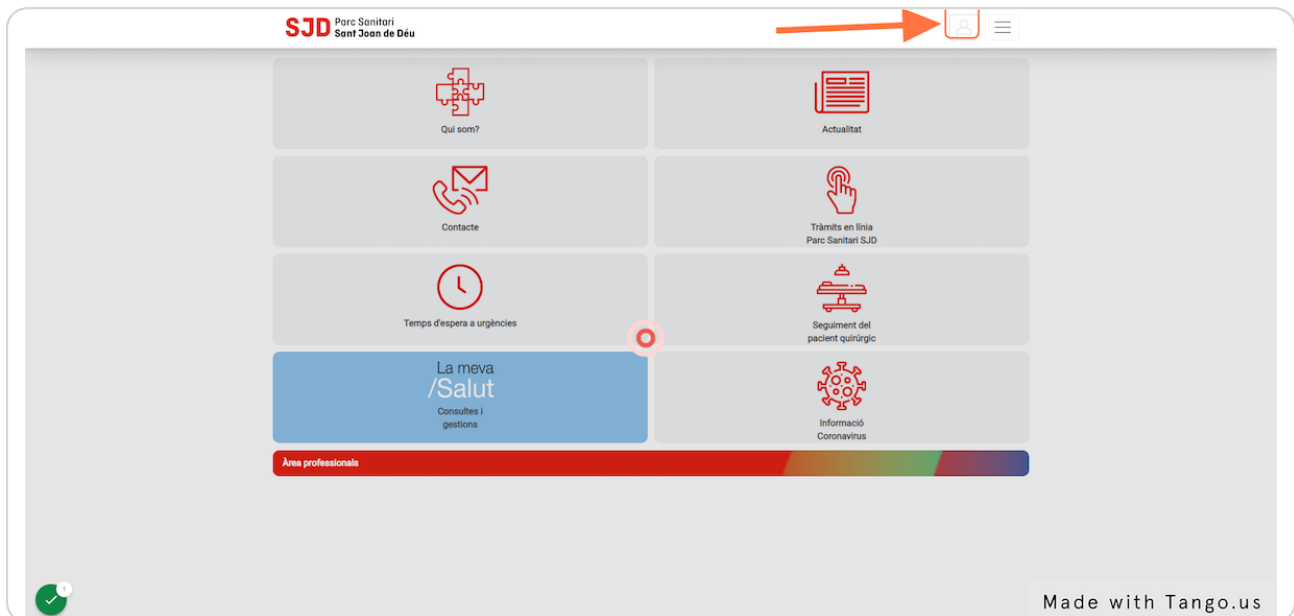 SJD Parc Sanitari
Sant Joan de Déu
Qui som?
Actualitat
Contacte
Tràmits en línia
Parc Sanitari SJD
Temps d'espera a urgències
Seguiment del
pacient quirúrgic
La meva
/Salut
Consultes i
gestions
Informació
Coronavirus
Àrea professionals
1
Made with Tango.us